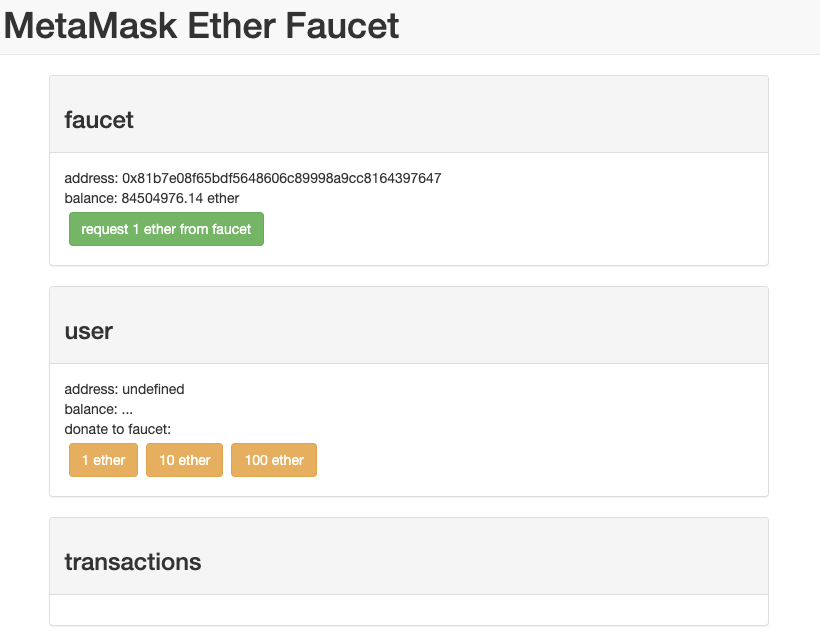 MetaMask Ether Faucet
faucet
address: 0x81b7e08f65bdf5648606c89998a9cc8164397647
balance: 84504976.14 ether
request 1 ether from faucet
user
address: undefined
balance: ...
donate to faucet:
1 ether 10 ether 100 ether
transactions